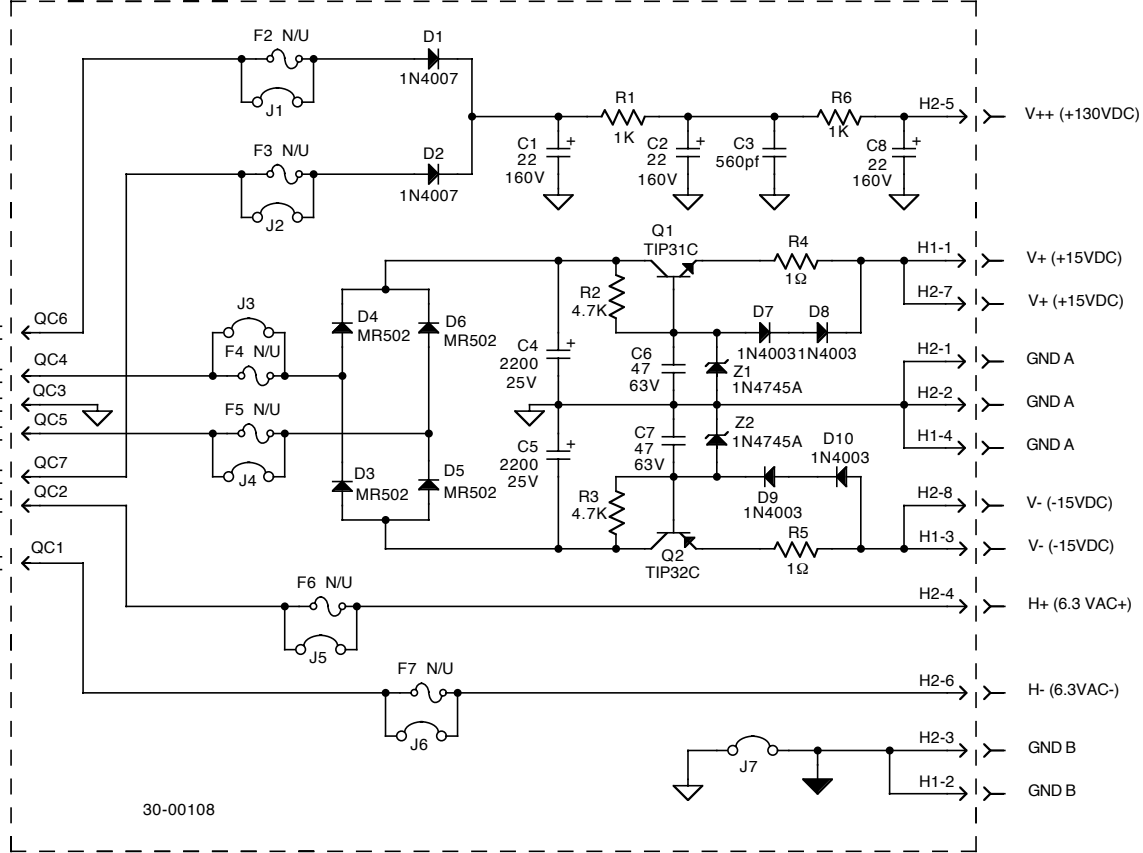 F2 N/U
J1
D1
1N4007
F3 N/U
J2
D2
1N4007
C1
22
160V
+
R1
1K
C2
22
160V
+
C3
560pf
R6
1K
C8
22
160V
+
H2-5
V++ (+130VDC)
QC6
QC4
QC3
QC5
QC7
QC2
QC1
J3
F4 N/U
F5 N/U
J4
D4
MR502
D6
MR502
D3
MR502
D5
MR502
C4
2200
25V
+
C5
2200
25V
+
Q1
TIP31C
R2
4.7K
R4
1Ω
D7
1N4003
D8
1N4003
C6
47
63V
Z1
1N4745A
C7
47
63V
Z2
1N4745A
D10
1N4003
D9
1N4003
R3
4.7K
Q2
TIP32C
R5
1Ω
H1-1
V+ (+15VDC)
H2-7
V+ (+15VDC)
H2-1
GND A
H2-2
GND A
H1-4
GND A
H2-8
V- (-15VDC)
H1-3
V- (-15VDC)
F6 N/U
J5
H2-4
H+ (6.3 VAC+)
F7 N/U
J6
H2-6
H- (6.3VAC-)
J7
H2-3
GND B
H1-2
GND B
30-00108